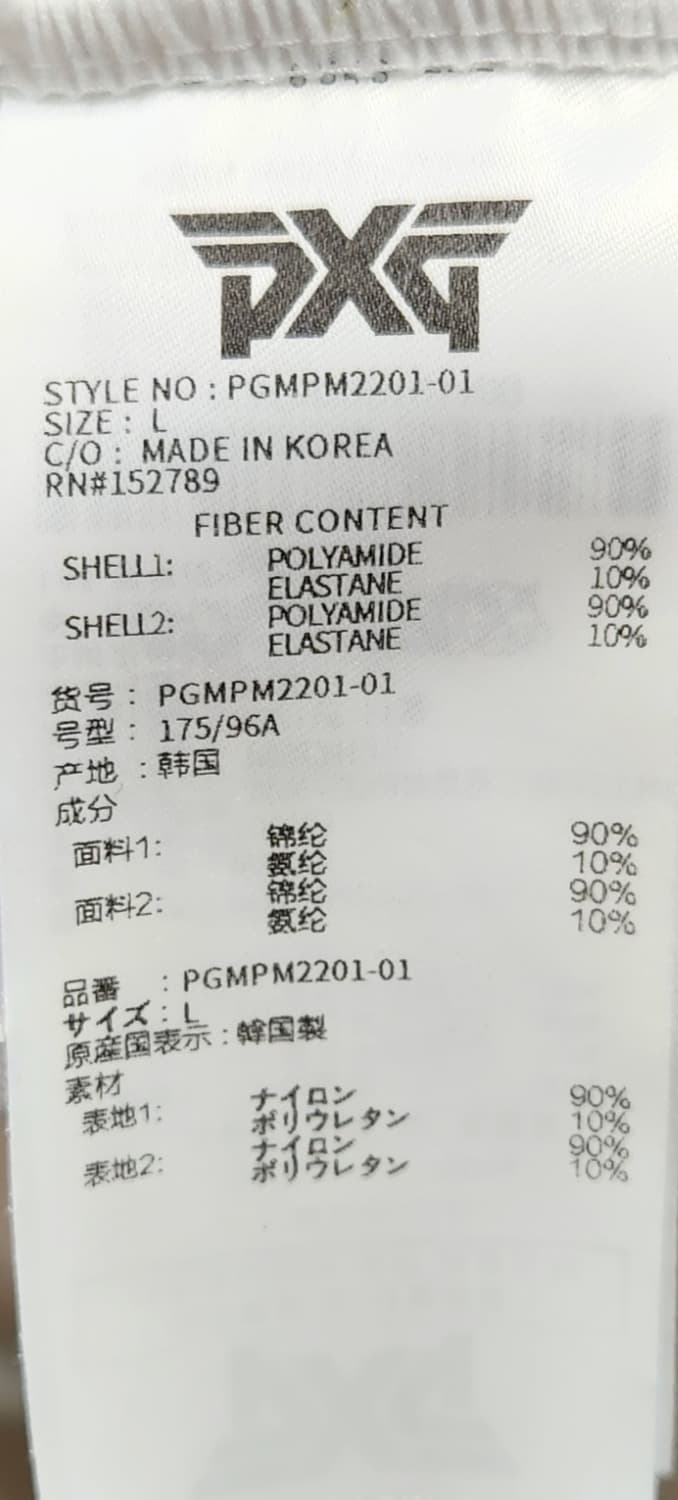 PXG
STYLE NO : PGMPM2201-01
SIZE : L
C/O : MADE IN KOREA
RN#152789
FIBER CONTENT
SHELL1: POLYAMIDE 90%
ELASTANE 10%
SHELL2: POLYAMIDE 90%
ELASTANE 10%
货号 : PGMPM2201-01
号型 : 175/96A
产地 : 韩国
成分
面料1: 锦纶 90%
氨纶 10%
面料2: 锦纶 90%
氨纶 10%
品番 : PGMPM2201-01
サイズ : L
原産国表示 : 韓国製
素材
表地1: ナイロン 90%
ポリウレタン 10%
表地2: ナイロン 90%
ポリウレタン 10%